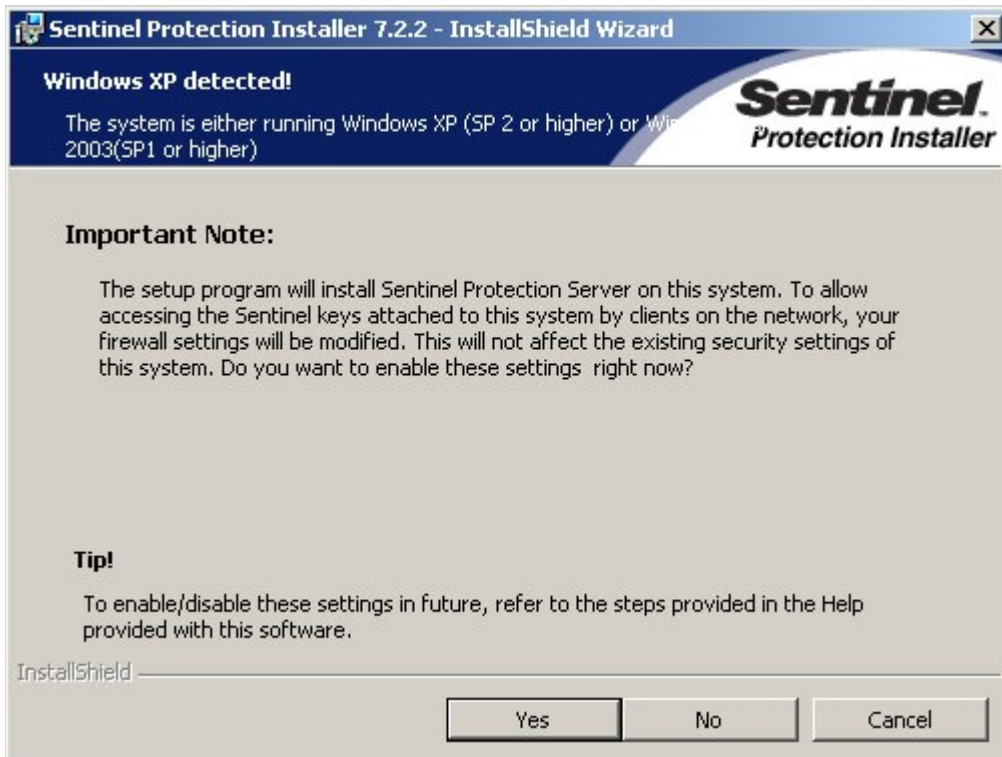 Sentinel Protection Installer 7.2.2 - InstallShield Wizard
Windows XP detected!
The system is either running Windows XP (SP 2 or higher) or
2003(SP1 or higher)
Sentinel.
Protection Installer
Important Note:
The setup program will install Sentinel Protection Server on this system. To allow
accessing the Sentinel keys attached to this system by clients on the network, your
firewall settings will be modified. This will not affect the existing security settings of
this system. Do you want to enable these settings right now?
Tip!
To enable/disable these settings in future, refer to the steps provided in the Help
provided with this software.
InstallShield
Yes
No
Cancel